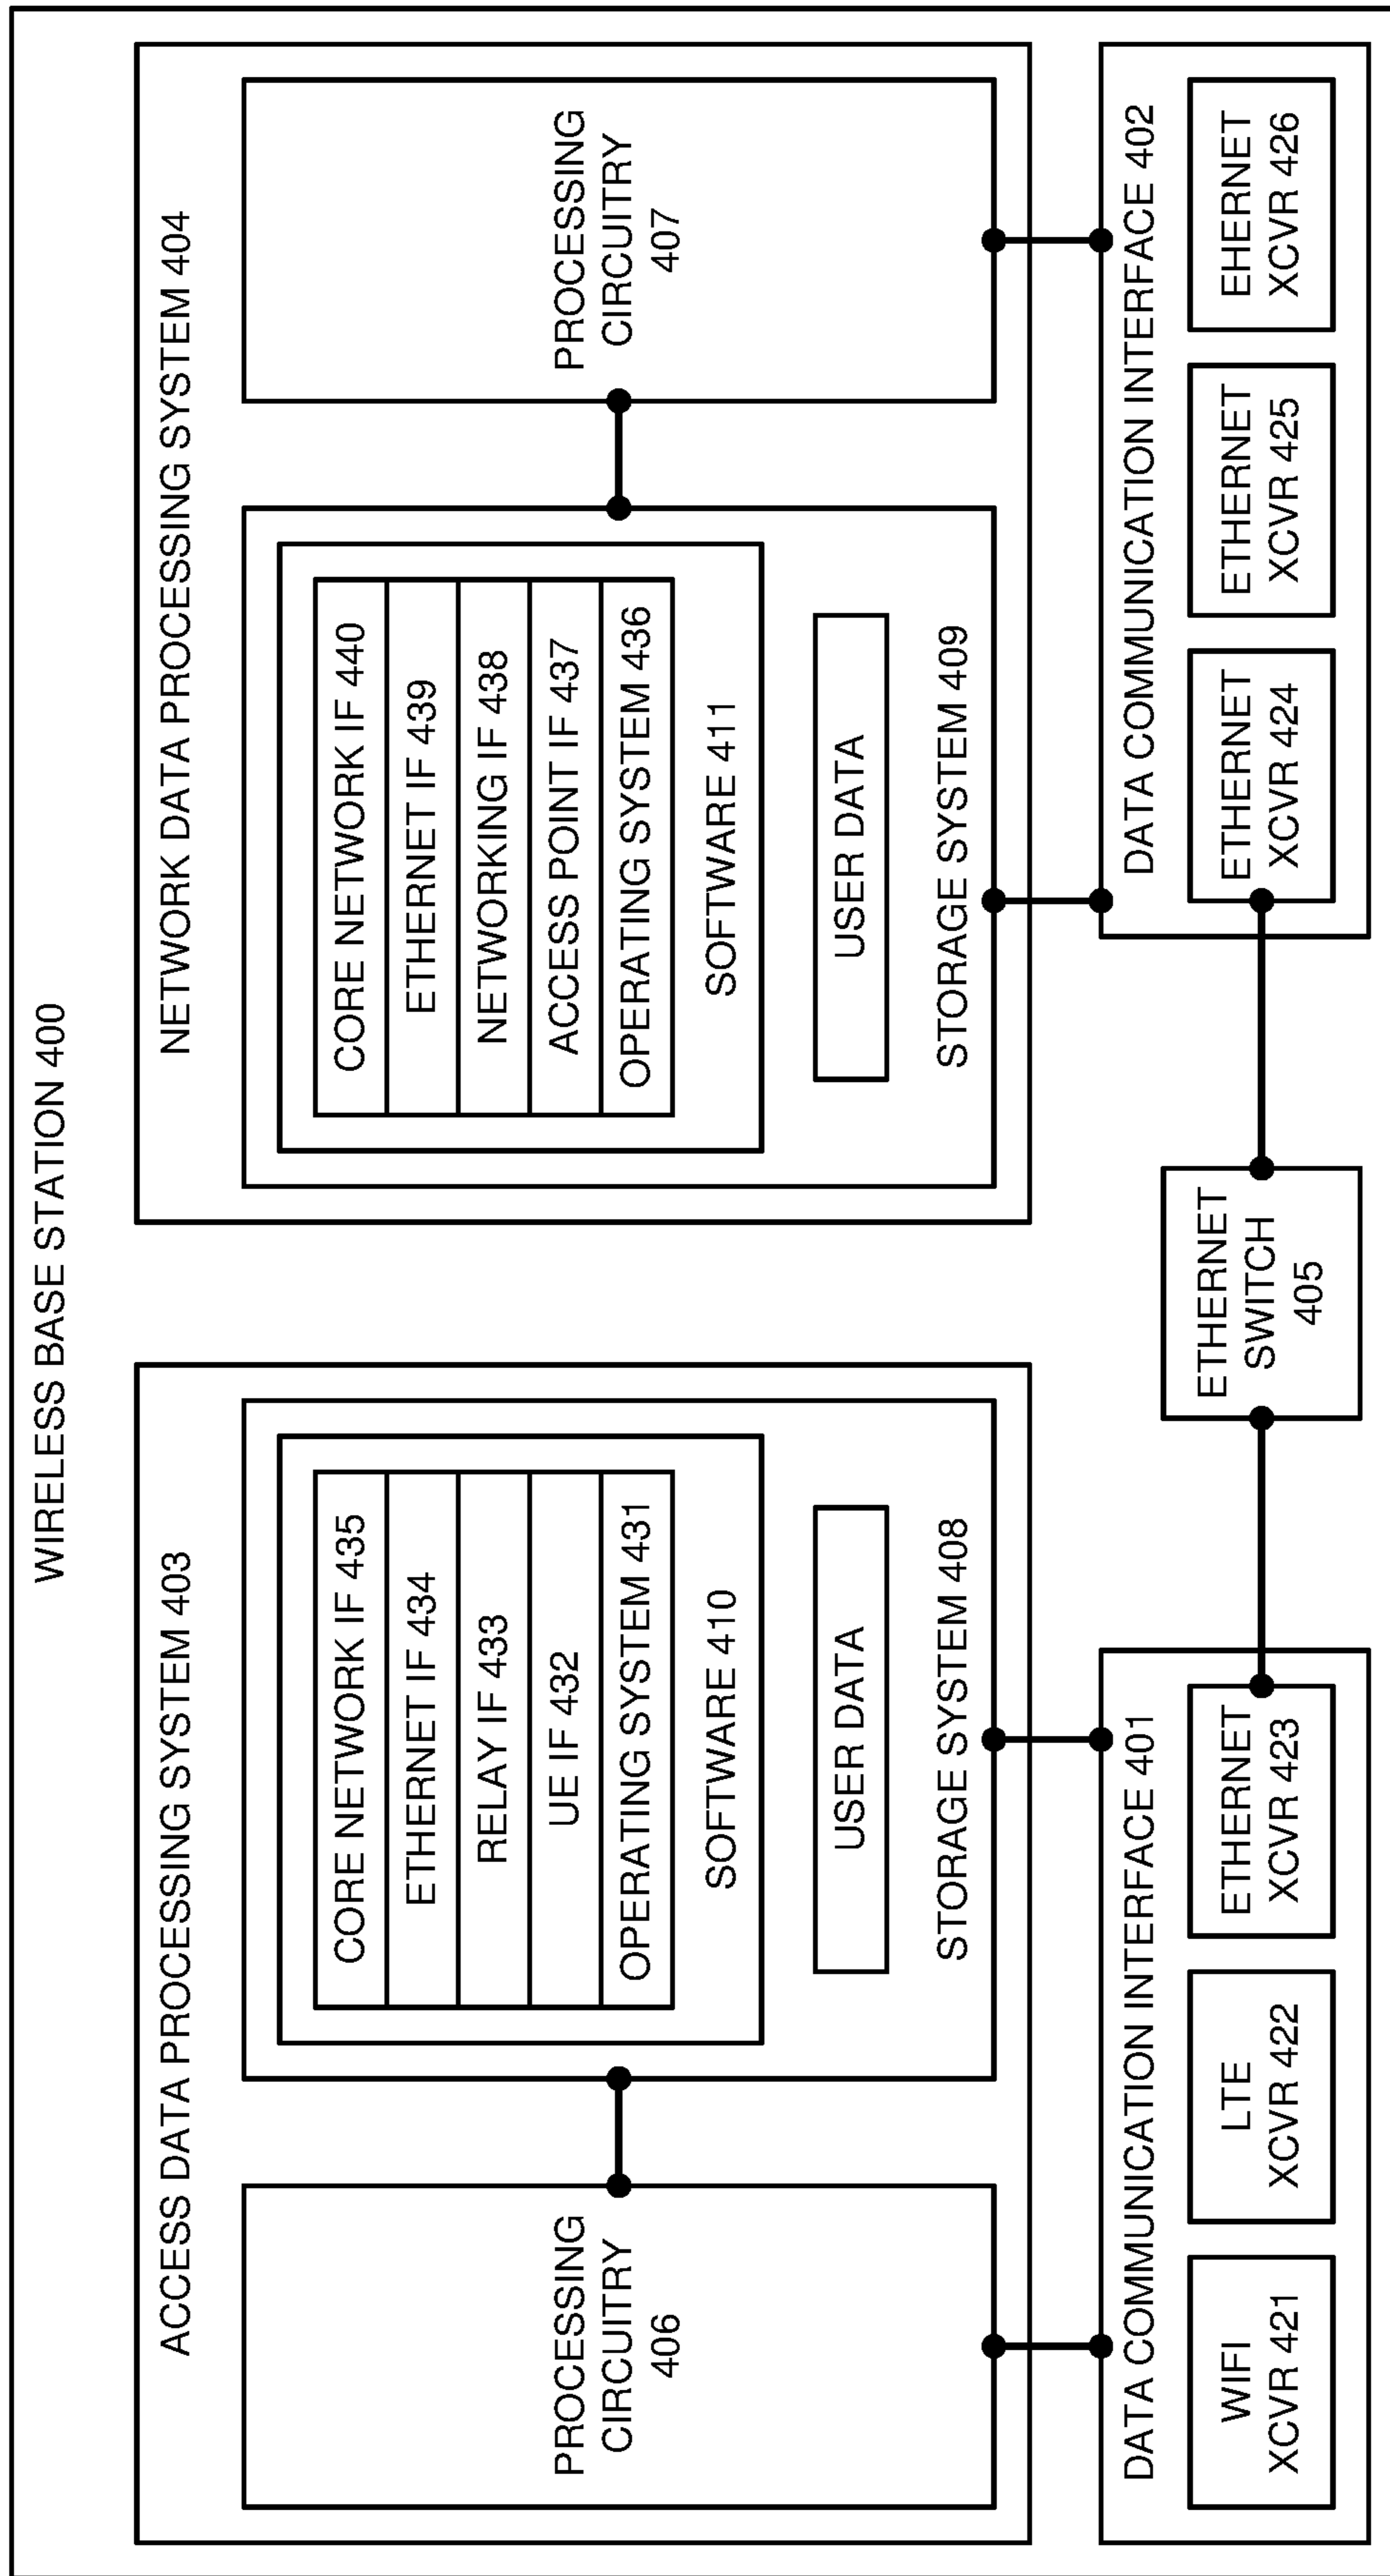 WIRELESS BASE STATION 400
ACCESS DATA PROCESSING SYSTEM 403
PROCESSING
CIRCUITRY
406
CORE NETWORK IF 435
ETHERNET IF 434
RELAY IF 433
UE IF 432
OPERATING SYSTEM 431
SOFTWARE 410
USER DATA
STORAGE SYSTEM 408
NETWORK DATA PROCESSING SYSTEM 404
CORE NETWORK IF 440
ETHERNET IF 439
NETWORKING IF 438
ACCESS POINT IF 437
OPERATING SYSTEM 436
SOFTWARE 411
USER DATA
STORAGE SYSTEM 409
PROCESSING
CIRCUITRY
407
DATA COMMUNICATION INTERFACE 401
WIFI
XCVR 421
LTE
XCVR 422
ETHERNET
XCVR 423
ETHERNET
SWITCH
405
DATA COMMUNICATION INTERFACE 402
ETHERNET
XCVR 424
ETHERNET
XCVR 425
EHERNET
XCVR 426